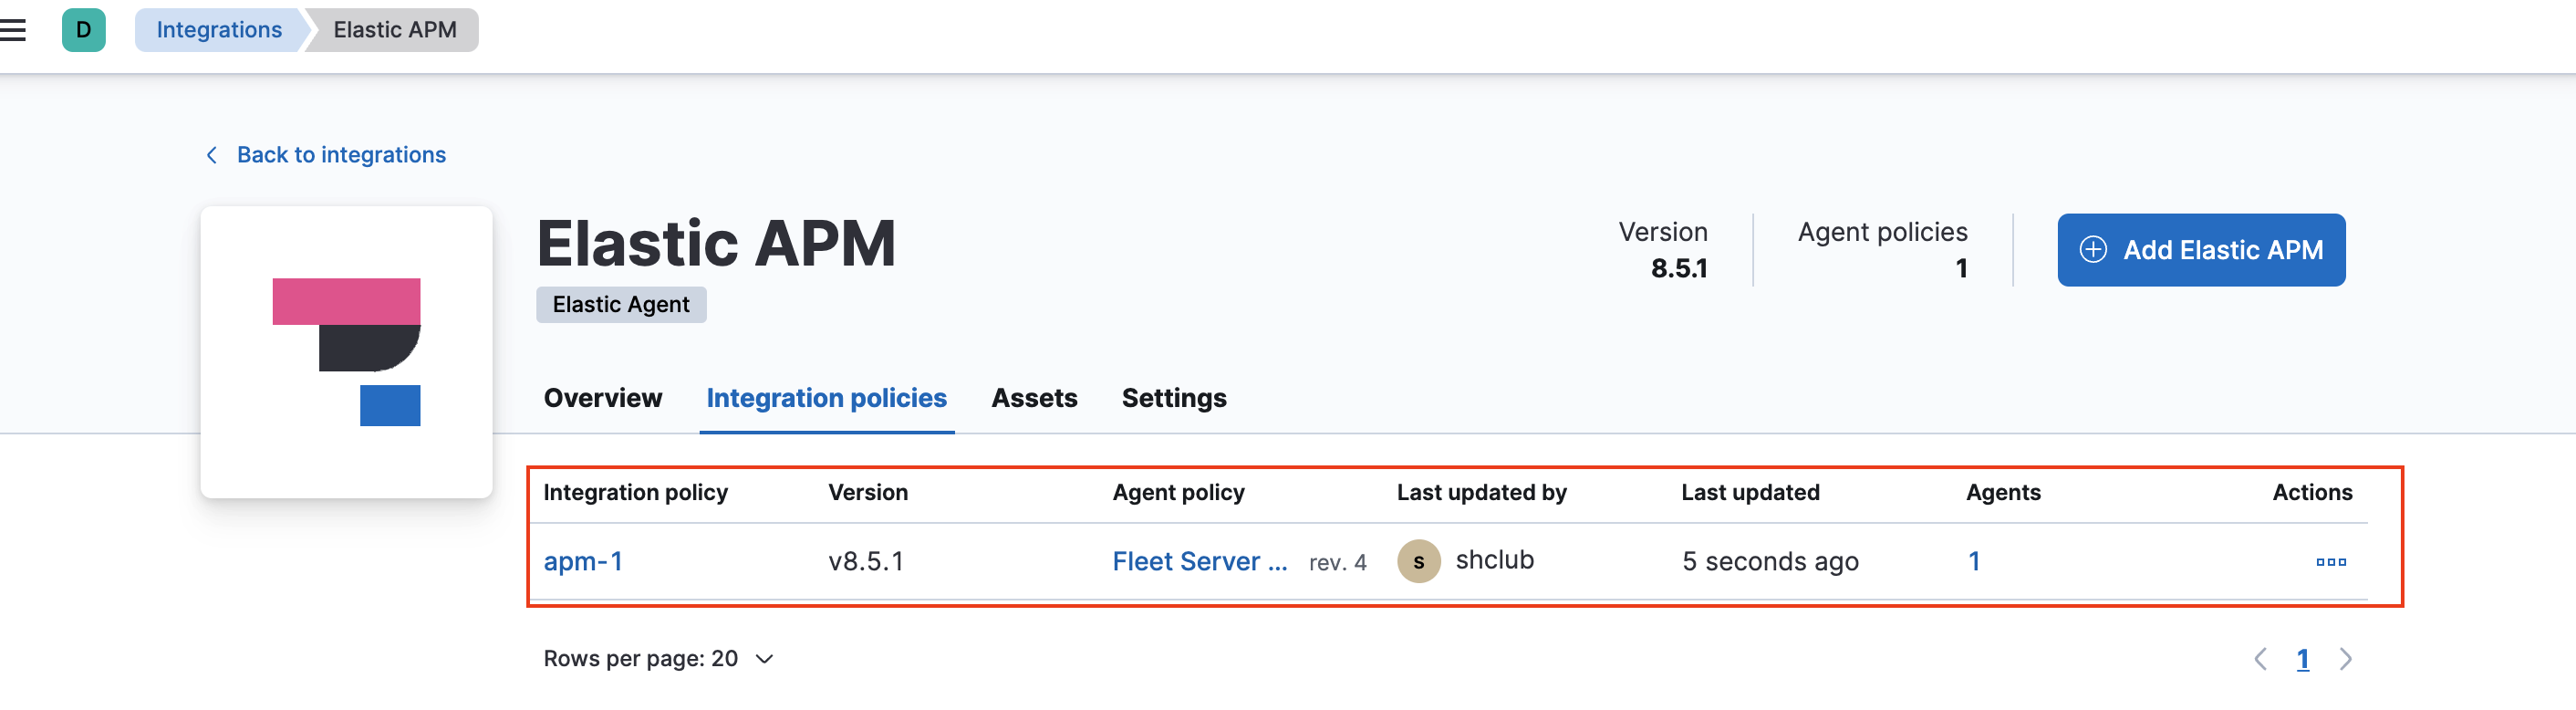 D Integrations Elastic APM
Back to integrations
Elastic APM
Elastic Agent
Version
8.5.1
Agent policies
1
Add Elastic APM
Overview Integration policies Assets Settings
Integration policy Version Agent policy Last updated by Last updated Agents Actions
apm-1 v8.5.1 Fleet Server ... rev. 4 s shclub 5 seconds ago 1
Rows per page: 20
1